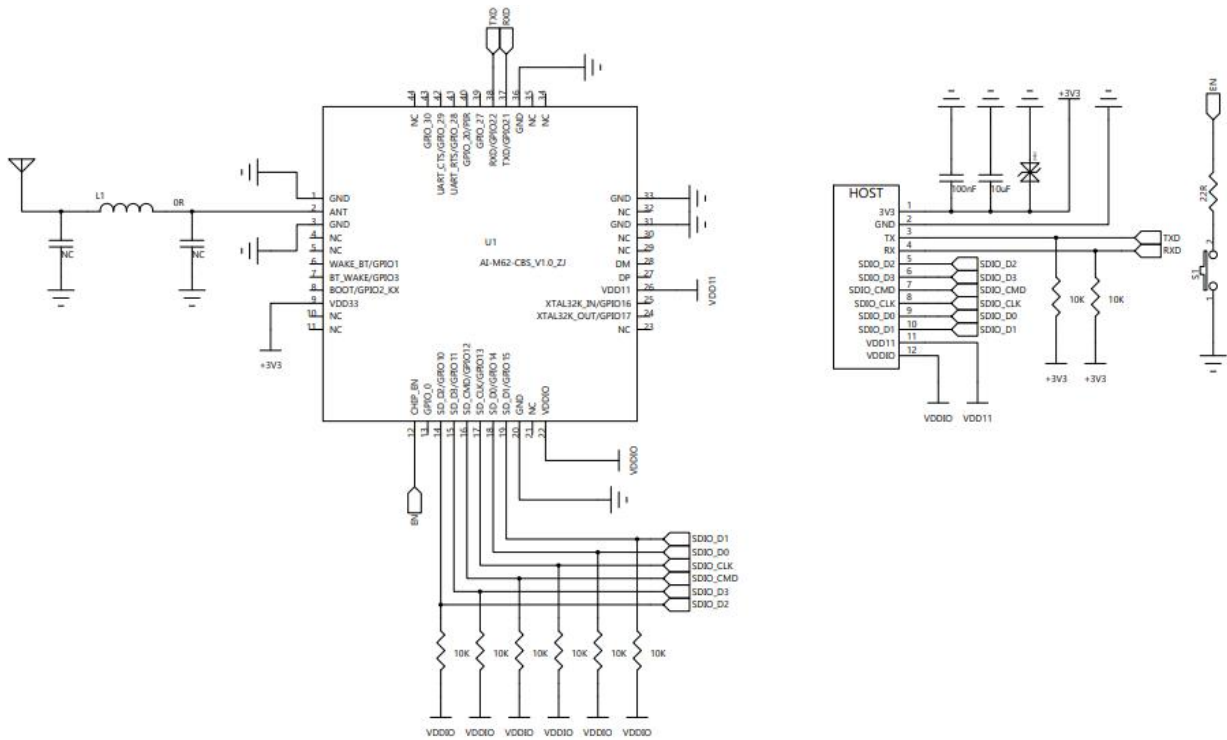 TXD
RXD
44
43
42
41
40
39
38
37
36
35
34
NC
GPIO_30
UART_CTS/GPIO_29
UART_RTS/GPIO_28
GPIO_20/PIR
GPIO_27
RXD/GPIO22
TXD/GPIO21
GND
NC
NC
L1
0R
NC
NC
1 GND
2 ANT
3 GND
4 NC
5 NC
6 WAKE_BT/GPIO1
7 BT_WAKE/GPIO3
8 BOOT/GPIO2_KX
9 VDD33
10 NC
11 NC
+3V3
U1
AI-M62-CBS_V1.0_ZJ
GND 33
NC 32
GND 31
NC 30
NC 29
DM 28
DP 27
VDD11 26
XTAL32K_IN/GPIO16 25
XTAL32K_OUT/GPIO17 24
NC 23
VDD11
CHIP_EN
GPIO_0
SD_D2/GPIO10
SD_D3/GPIO11
SD_CMD/GPIO12
SD_CLK/GPIO13
SD_D0/GPIO14
SD_D1/GPIO15
GND
NC
VDDIO
12
13
14
15
16
17
18
19
20
21
22
VDDIO
EN
SDIO_D1
SDIO_D0
SDIO_CLK
SDIO_CMD
SDIO_D3
SDIO_D2
10K 10K 10K 10K 10K 10K
VDDIO VDDIO VDDIO VDDIO VDDIO VDDIO
+3V3
100nF
10uF
HOST
3V3 1
GND 2
TX 3
RX 4
SDIO_D2 5
SDIO_D3 6
SDIO_CMD 7
SDIO_CLK 8
SDIO_D0 9
SDIO_D1 10
VDD11 11
VDDIO 12
TXD
RXD
SDIO_D2
SDIO_D3
SDIO_CMD
SDIO_CLK
SDIO_D0
SDIO_D1
10K 10K
+3V3 +3V3
VDDIO VDD11
EN
22R
2
S1
1